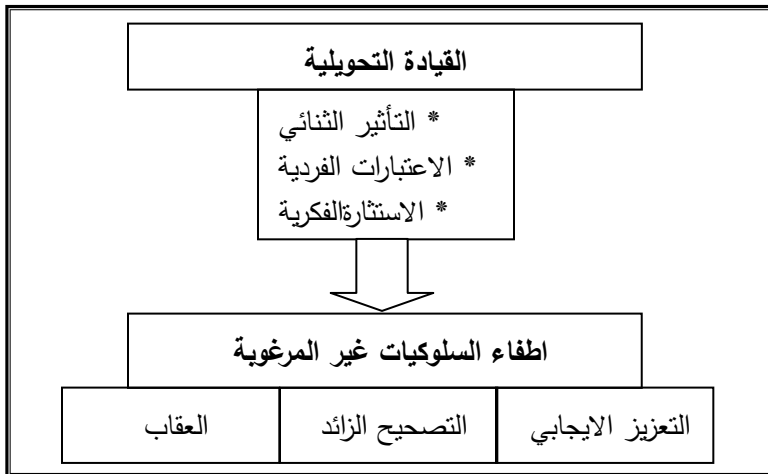 القيادة التحويلية
* التأثير الثنائي
* الاعتبارات الفردية
* الاستثارةالفكرية
اطفاء السلوكيات غير المرغوبة
التعزيز الايجابي
التصحيح الزائد
العقاب